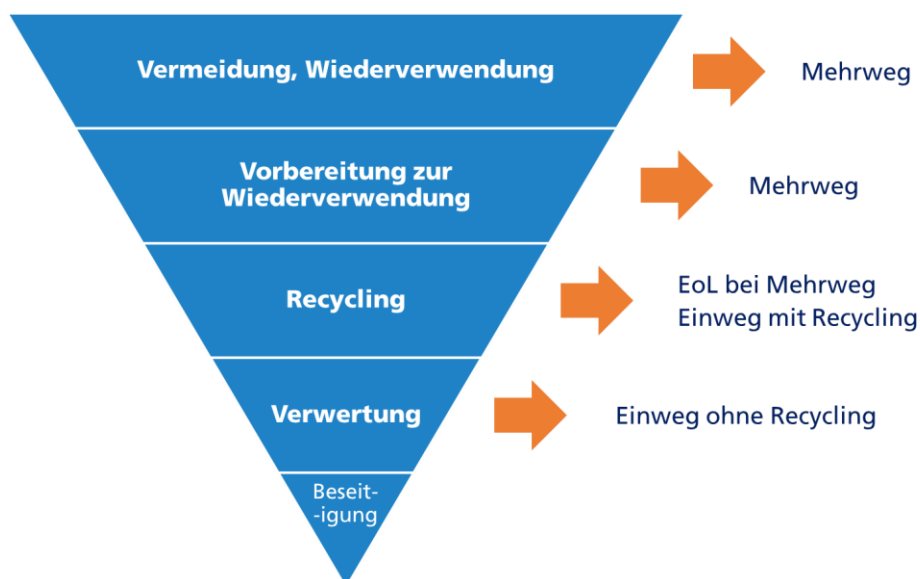 Vermeidung, Wiederverwendung
Mehrweg
Vorbereitung zur
Wiederverwendung
Mehrweg
Recycling
EoL bei Mehrweg
Einweg mit Recycling
Verwertung
Einweg ohne Recycling
Beseit-
-igung